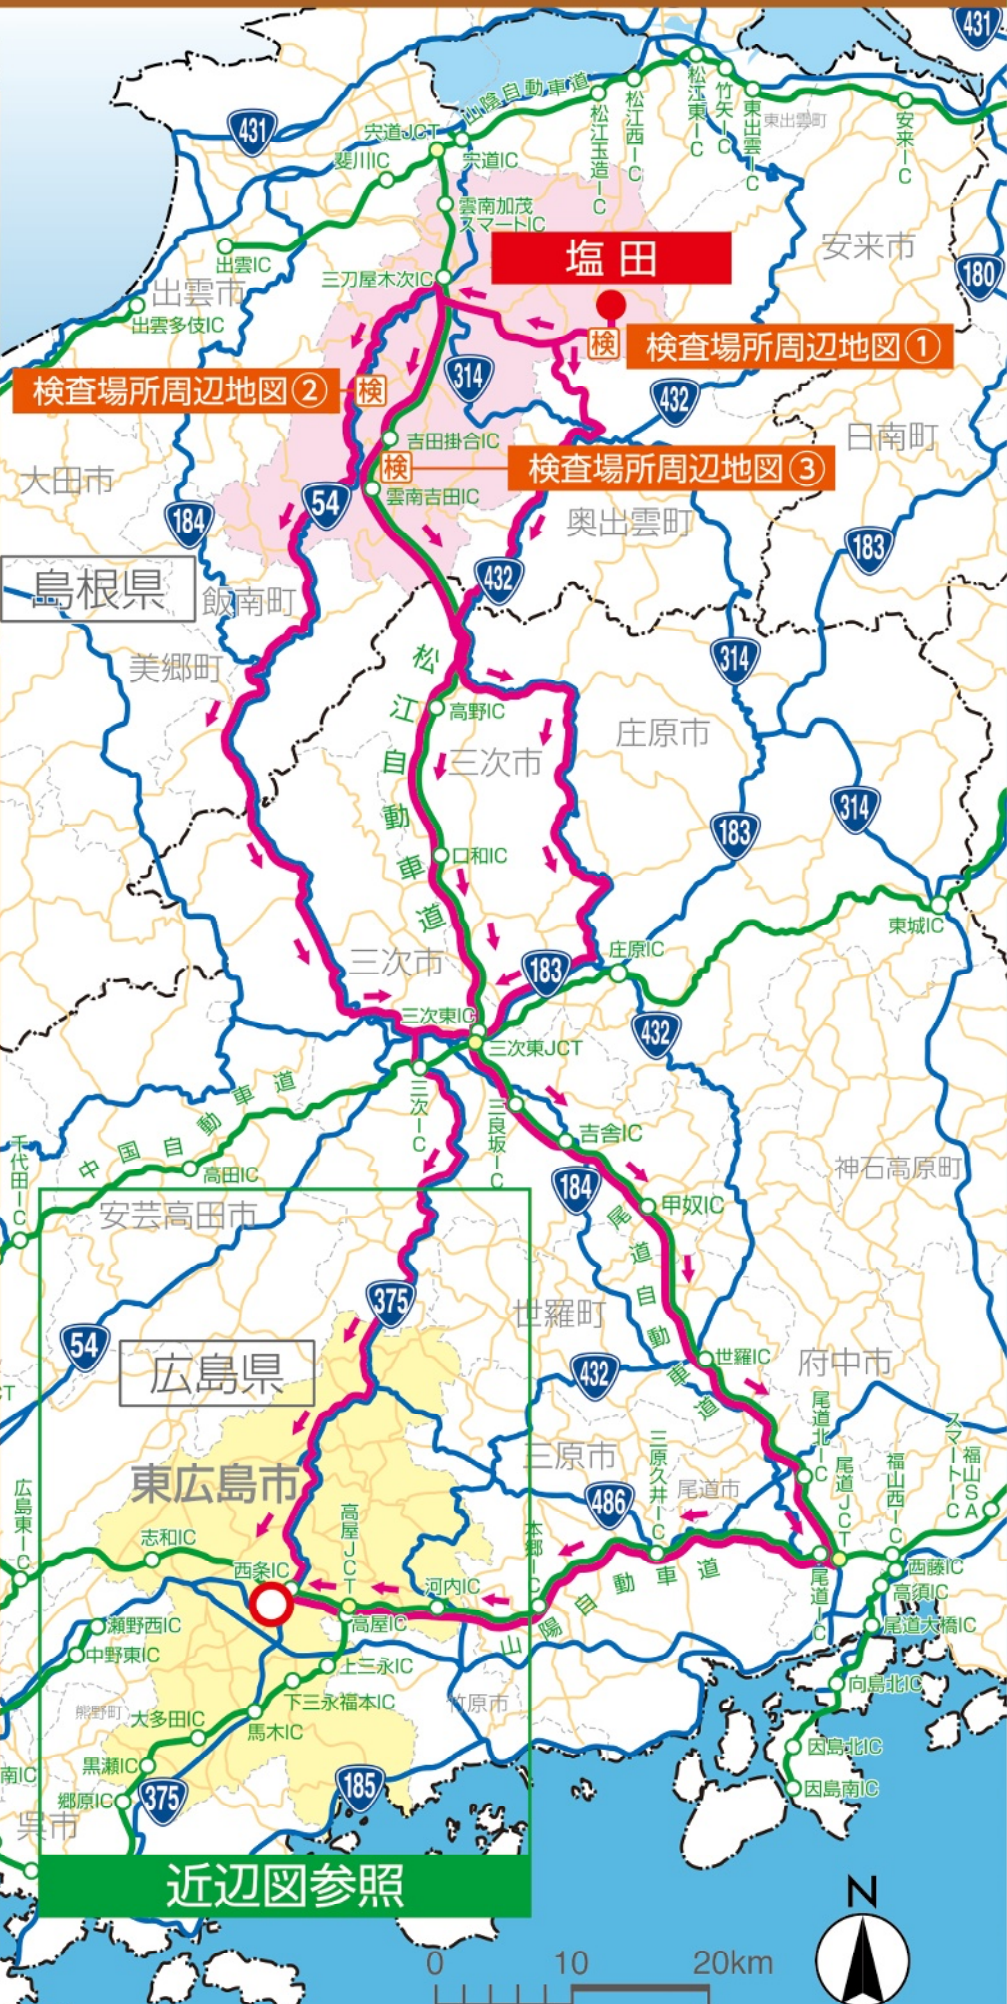 431
431
山陰自動車道
宍道JCT
宍道IC
斐川IC
松江玉造IC
松江西IC
松江東IC
竹矢IC
東出雲IC
東出雲町
安来IC
雲南加茂
スマートIC
出雲IC
三刀屋木次IC
塩田
安来市
180
出雲市
出雲多伎IC
検
検査場所周辺地図①
検査場所周辺地図②
検
314
432
吉田掛合IC
日南町
検
検査場所周辺地図③
大田市
雲南吉田IC
54
184
奥出雲町
183
432
島根県
飯南町
美郷町
314
松江自動車道
高野IC
三次市
庄原市
314
183
口和IC
東城IC
三次市
庄原IC
183
432
三次東IC
三次東JCT
三次IC
中国自動車道
三良坂IC
吉舎IC
千代田IC
高田IC
神石高原町
184
甲奴IC
安芸高田市
尾道自動車道
375
世羅町
54
広島県
世羅IC
府中市
432
CT
尾道北IC
三原市
三原久井IC
尾道市
尾道JCT
福山西IC
福山SA
スマートIC
東広島市
486
広島東IC
志和IC
高屋JCT
本郷IC
西条IC
河内IC
山陽自動車道
尾道IC
西藤IC
高須IC
高屋IC
尾道大橋IC
瀬野西IC
中野東IC
上三永IC
向島北IC
下三永福本IC
竹原市
熊野町
大多田IC
馬木IC
因島北IC
黒瀬IC
南IC
郷原IC
375
185
因島南IC
呉市
近辺図参照
N
0 10 20km